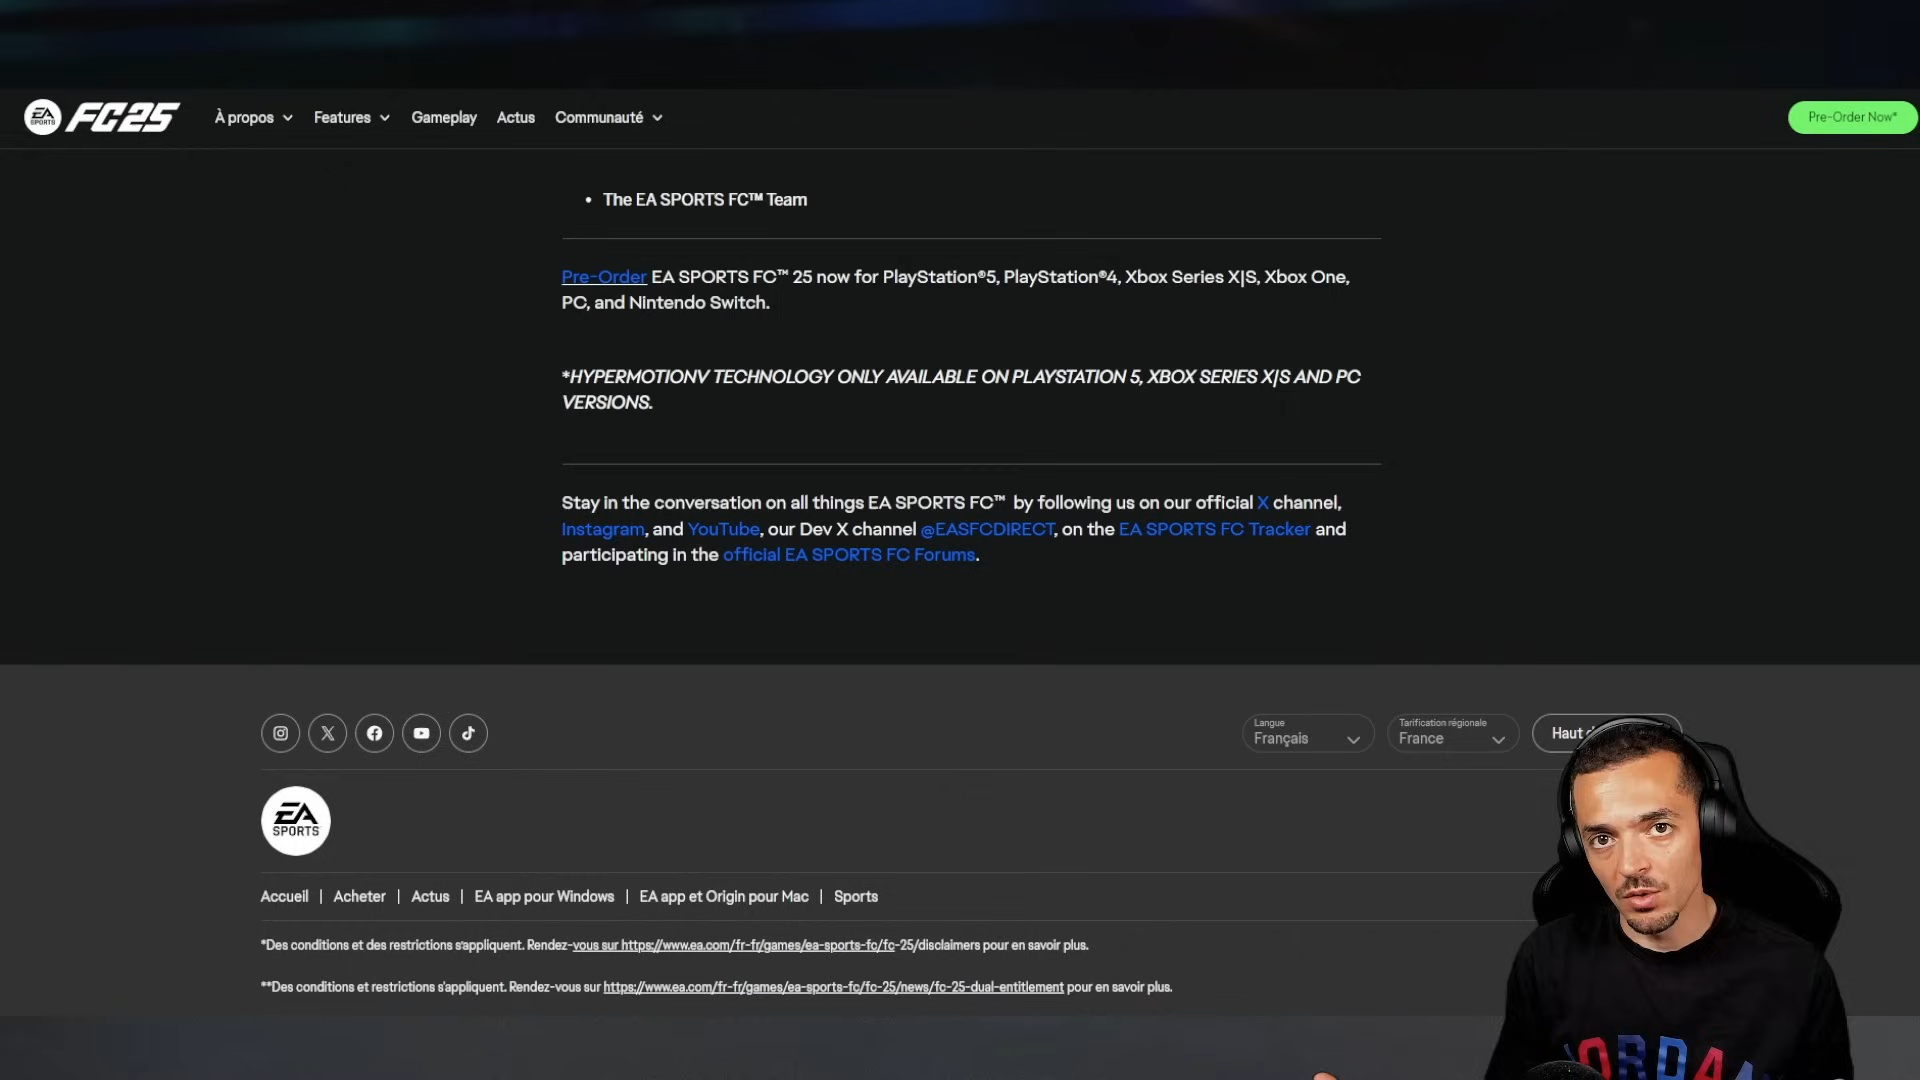 EA SPORTS FC25 À propos Features Gameplay Actus Communauté Pre-Order Now*
• The EA SPORTS FC™ Team
Pre-Order EA SPORTS FC™ 25 now for PlayStation®5, PlayStation®4, Xbox Series X|S, Xbox One,
PC, and Nintendo Switch.
*HYPERMOTIONV TECHNOLOGY ONLY AVAILABLE ON PLAYSTATION 5, XBOX SERIES X|S AND PC
VERSIONS.
Stay in the conversation on all things EA SPORTS FC™ by following us on our official X channel,
Instagram, and YouTube, our Dev X channel @EASFCDIRECT, on the EA SPORTS FC Tracker and
participating in the official EA SPORTS FC Forums.
Langue
Français
Tarification régionale
France
Haut
EA SPORTS
Accueil | Acheter | Actus | EA app pour Windows | EA app et Origin pour Mac | Sports
*Des conditions et des restrictions s'appliquent. Rendez-vous sur https://www.ea.com/fr-fr/games/ea-sports-fc/fc-25/disclaimers pour en savoir plus.
**Des conditions et restrictions s'appliquent. Rendez-vous sur https://www.ea.com/fr-fr/games/ea-sports-fc/fc-25/news/fc-25-dual-entitlement pour en savoir plus.
JORDAN